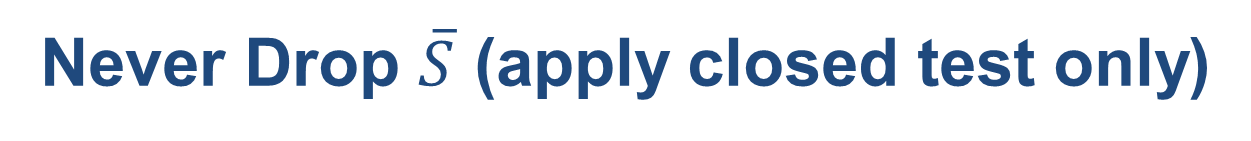 Never Drop S̄ (apply closed test only)